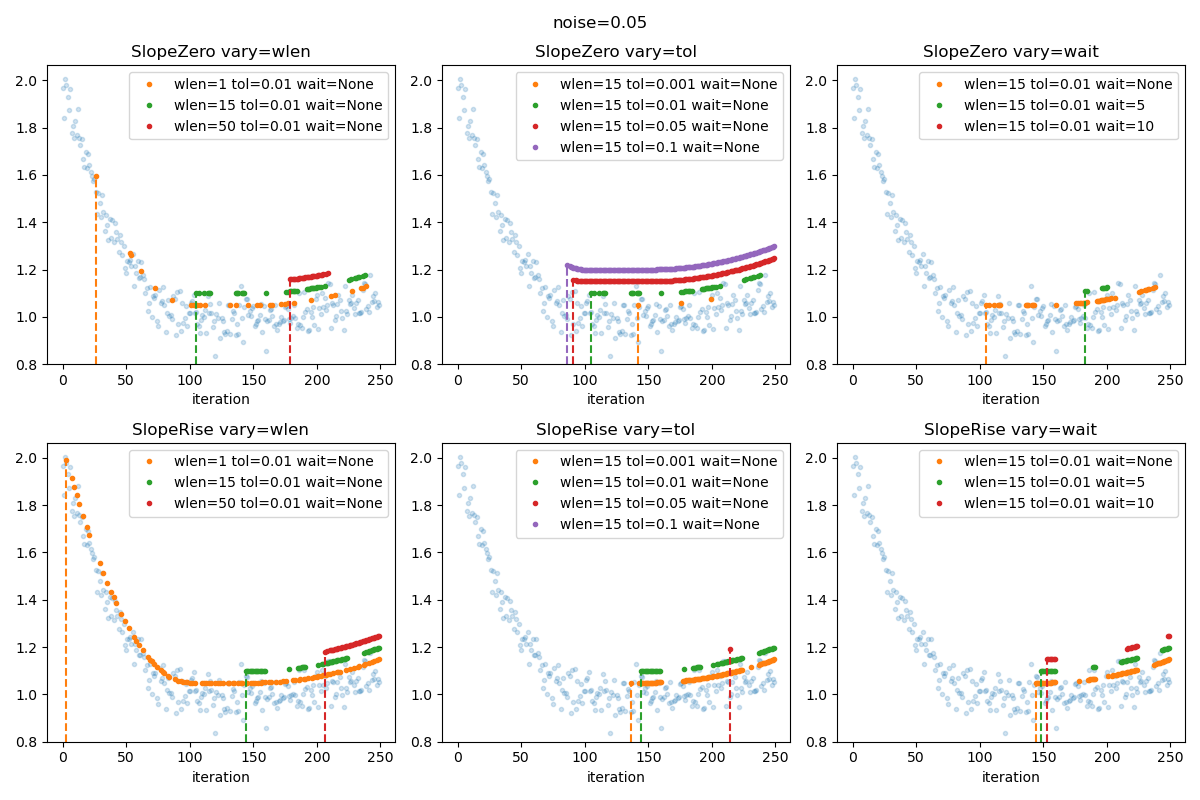 noise=0.05
SlopeZero vary=wlen
2.0
1.8
1.6
1.4
1.2
1.0
0.8
wlen=1 tol=0.01 wait=None
wlen=15 tol=0.01 wait=None
wlen=50 tol=0.01 wait=None
0 50 100 150 200 250
iteration
SlopeZero vary=tol
2.0
1.8
1.6
1.4
1.2
1.0
0.8
wlen=15 tol=0.001 wait=None
wlen=15 tol=0.01 wait=None
wlen=15 tol=0.05 wait=None
wlen=15 tol=0.1 wait=None
0 50 100 150 200 250
iteration
SlopeZero vary=wait
2.0
1.8
1.6
1.4
1.2
1.0
0.8
wlen=15 tol=0.01 wait=None
wlen=15 tol=0.01 wait=5
wlen=15 tol=0.01 wait=10
0 50 100 150 200 250
iteration
SlopeRise vary=wlen
2.0
1.8
1.6
1.4
1.2
1.0
0.8
wlen=1 tol=0.01 wait=None
wlen=15 tol=0.01 wait=None
wlen=50 tol=0.01 wait=None
0 50 100 150 200 250
iteration
SlopeRise vary=tol
2.0
1.8
1.6
1.4
1.2
1.0
0.8
wlen=15 tol=0.001 wait=None
wlen=15 tol=0.01 wait=None
wlen=15 tol=0.05 wait=None
wlen=15 tol=0.1 wait=None
0 50 100 150 200 250
iteration
SlopeRise vary=wait
2.0
1.8
1.6
1.4
1.2
1.0
0.8
wlen=15 tol=0.01 wait=None
wlen=15 tol=0.01 wait=5
wlen=15 tol=0.01 wait=10
0 50 100 150 200 250
iteration